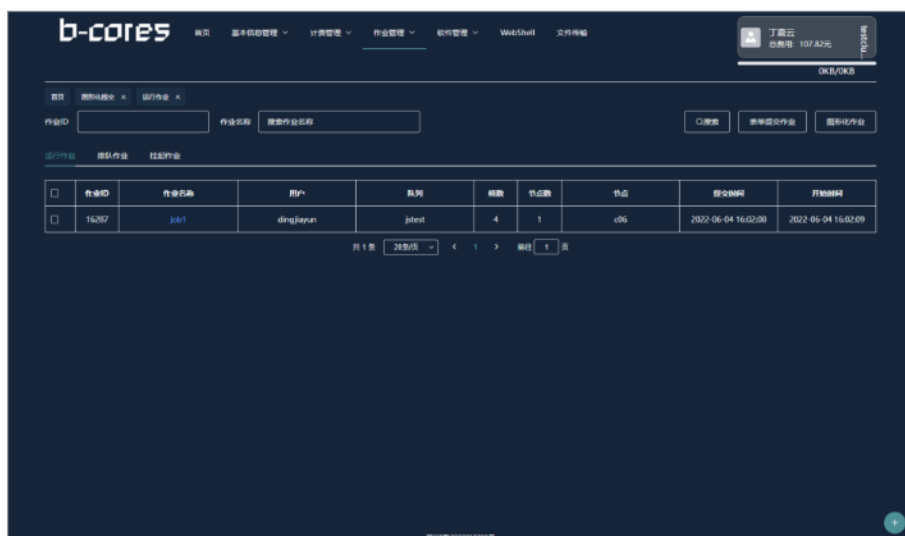 b-cores 首页 基本信息管理 计费管理 作业管理 软件管理 WebShell 文件传输
丁嘉云
总费用: 107.82元
testclu...
0KB/0KB
首页 图形化提交 × 运行作业 ×
作业ID 作业名称 搜索作业名称 搜索 表单提交作业 图形化作业
运行作业 排队作业 挂起作业
作业ID 作业名称 用户 队列 核数 节点数 节点 提交时间 开始时间
16287 job1 dingjiayun jstest 4 1 c06 2022-06-04 16:02:08 2022-06-04 16:02:09
共 1 条 20条/页 < 1 > 前往 1 页